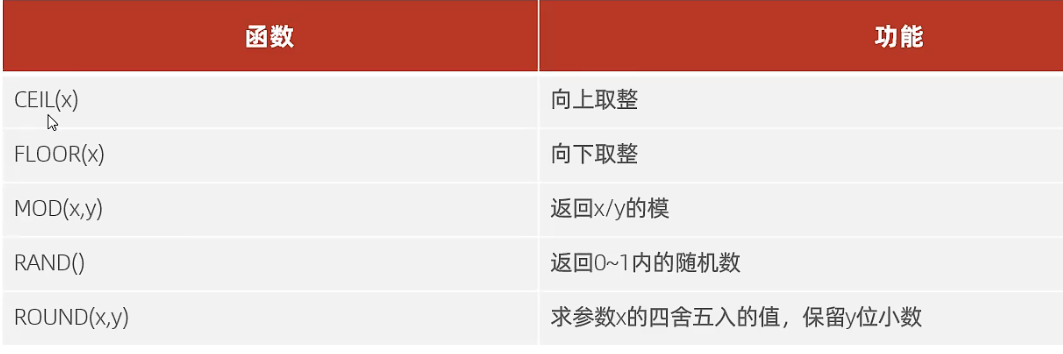 函数 功能
CEIL(x) 向上取整
FLOOR(x) 向下取整
MOD(x,y) 返回x/y的模
RAND() 返回0~1内的随机数
ROUND(x,y) 求参数x的四舍五入的值，保留y位小数